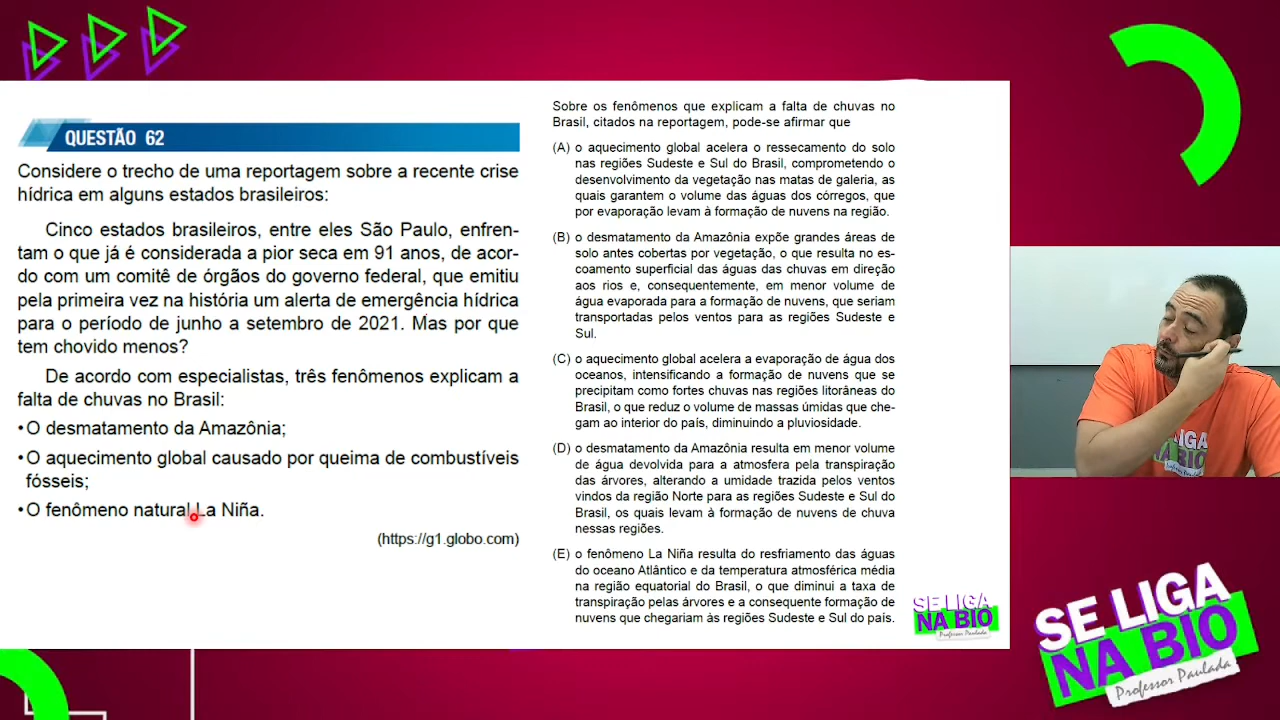 QUESTÃO 62
Considere o trecho de uma reportagem sobre a recente crise
hídrica em alguns estados brasileiros:
Cinco estados brasileiros, entre eles São Paulo, enfren-
tam o que já é considerada a pior seca em 91 anos, de acor-
do com um comitê de órgãos do governo federal, que emitiu
pela primeira vez na história um alerta de emergência hídrica
para o período de junho a setembro de 2021. Mas por que
tem chovido menos?
De acordo com especialistas, três fenômenos explicam a
falta de chuvas no Brasil:
•O desmatamento da Amazônia;
•O aquecimento global causado por queima de combustíveis
fósseis;
•O fenômeno natural La Niña.
(https://g1.globo.com)
Sobre os fenômenos que explicam a falta de chuvas no
Brasil, citados na reportagem, pode-se afirmar que
(A) o aquecimento global acelera o ressecamento do solo
nas regiões Sudeste e Sul do Brasil, comprometendo o
desenvolvimento da vegetação nas matas de galeria, as
quais garantem o volume das águas dos córregos, que
por evaporação levam à formação de nuvens na região.
(B) o desmatamento da Amazônia expõe grandes áreas de
solo antes cobertas por vegetação, o que resulta no es-
coamento superficial das águas das chuvas em direção
aos rios e, consequentemente, em menor volume de
água evaporada para a formação de nuvens, que seriam
transportadas pelos ventos para as regiões Sudeste e
Sul.
(C) o aquecimento global acelera a evaporação de água dos
oceanos, intensificando a formação de nuvens que se
precipitam como fortes chuvas nas regiões litorâneas do
Brasil, o que reduz o volume de massas úmidas que che-
gam ao interior do país, diminuindo a pluviosidade.
(D) o desmatamento da Amazônia resulta em menor volume
de água devolvida para a atmosfera pela transpiração
das árvores, alterando a umidade trazida pelos ventos
vindos da região Norte para as regiões Sudeste e Sul do
Brasil, os quais levam à formação de nuvens de chuva
nessas regiões.
(E) o fenômeno La Niña resulta do resfriamento das águas
do oceano Atlântico e da temperatura atmosférica média
na região equatorial do Brasil, o que diminui a taxa de
transpiração pelas árvores e a consequente formação de
nuvens que chegariam às regiões Sudeste e Sul do país.
SE LIGA
NA BIO
Professor Paulada
SE LIGA
NA BIO
Professor Paulada
IGA
BIO